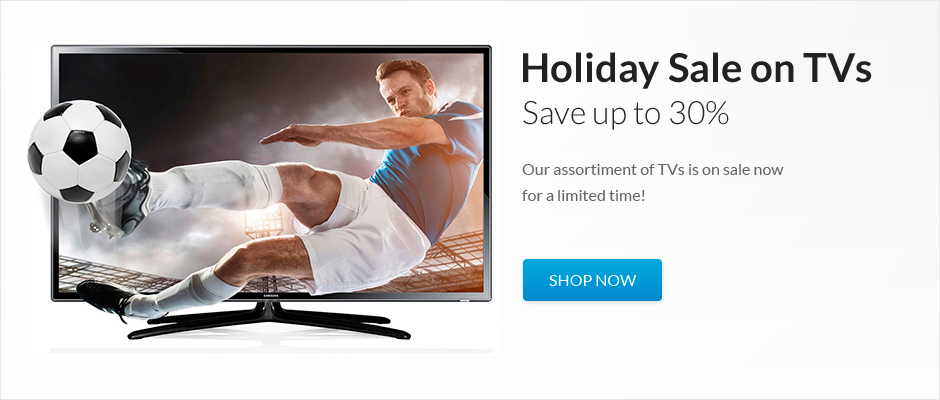 Holiday Sale on TVs
Save up to 30%
Our assortment of TVs is on sale now
for a limited time!
SHOP NOW
SAMSUNG